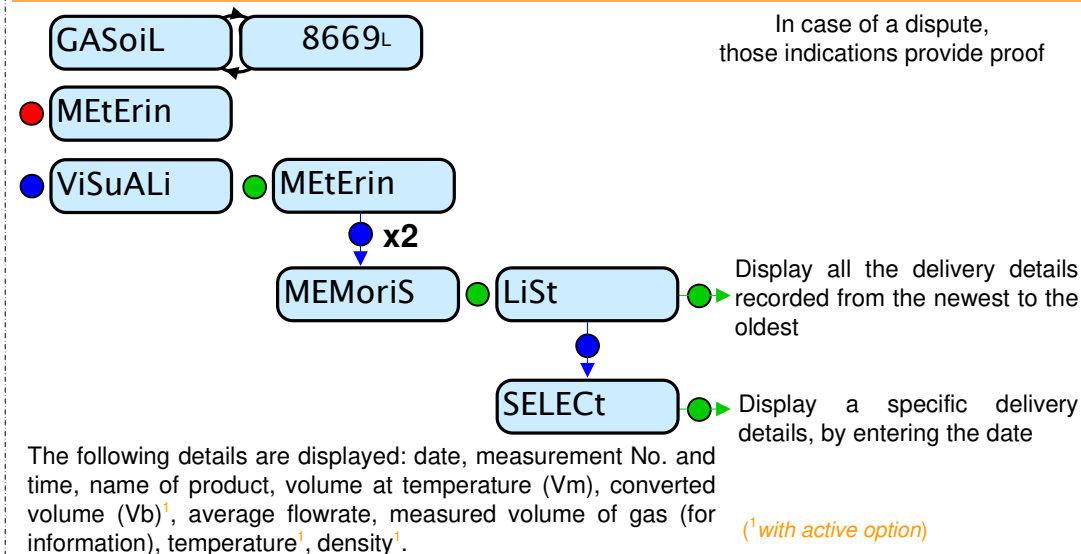 GASoiL 8669L
In case of a dispute,
those indications provide proof
MEtErin
ViSuALi MEtErin
x2
MEMoriS LiSt
Display all the delivery details
recorded from the newest to the
oldest
SELECt
Display a specific delivery
details, by entering the date
The following details are displayed: date, measurement No. and
time, name of product, volume at temperature (Vm), converted
volume (Vb)¹, average flowrate, measured volume of gas (for
information), temperature¹, density¹.
(¹with active option)